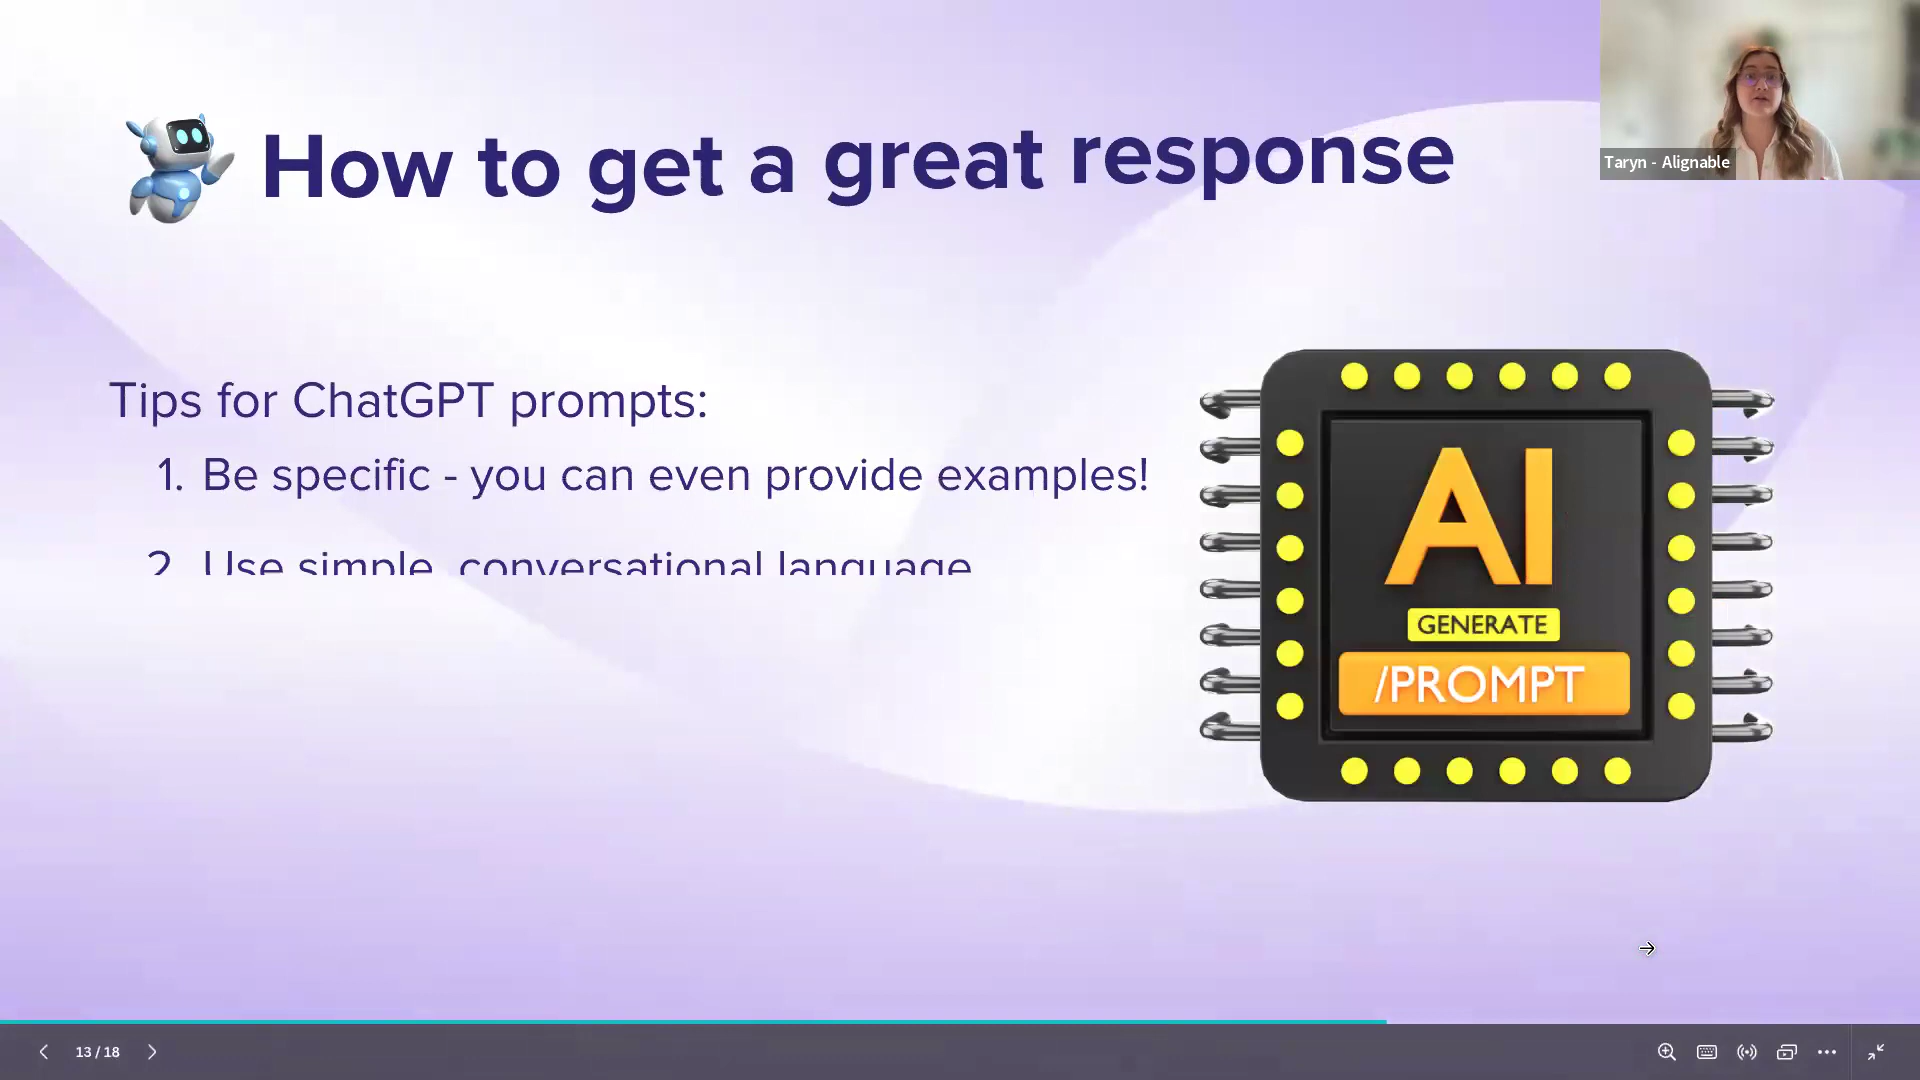 How to get a great response
Taryn - Alignable
Tips for ChatGPT prompts:
1. Be specific - you can even provide examples!
2. Use simple, conversational language
AI
GENERATE
/PROMPT
13 / 18